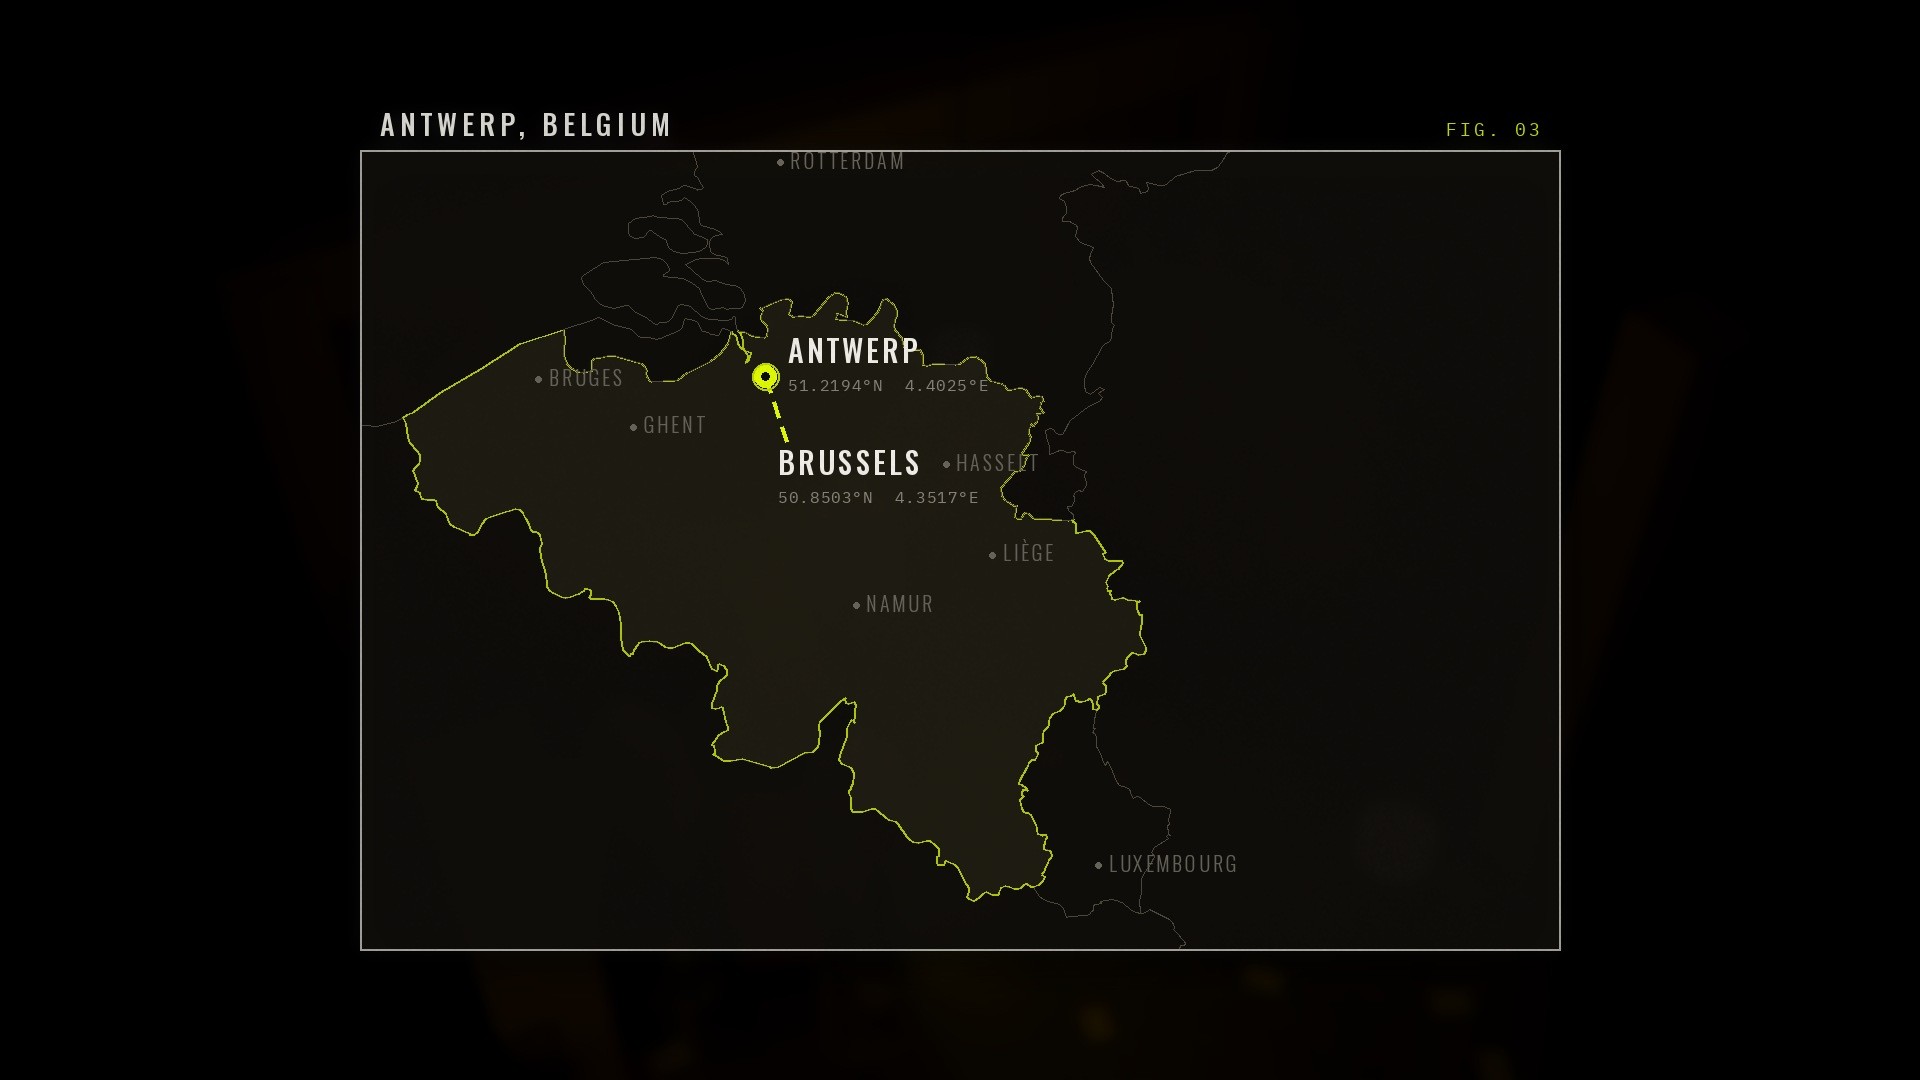 ANTWERP, BELGIUM
FIG. 03
ROTTERDAM
ANTWERP
51.2194°N 4.4025°E
BRUGES
GHENT
BRUSSELS
50.8503°N 4.3517°E
HASSELT
LIÈGE
NAMUR
LUXEMBOURG